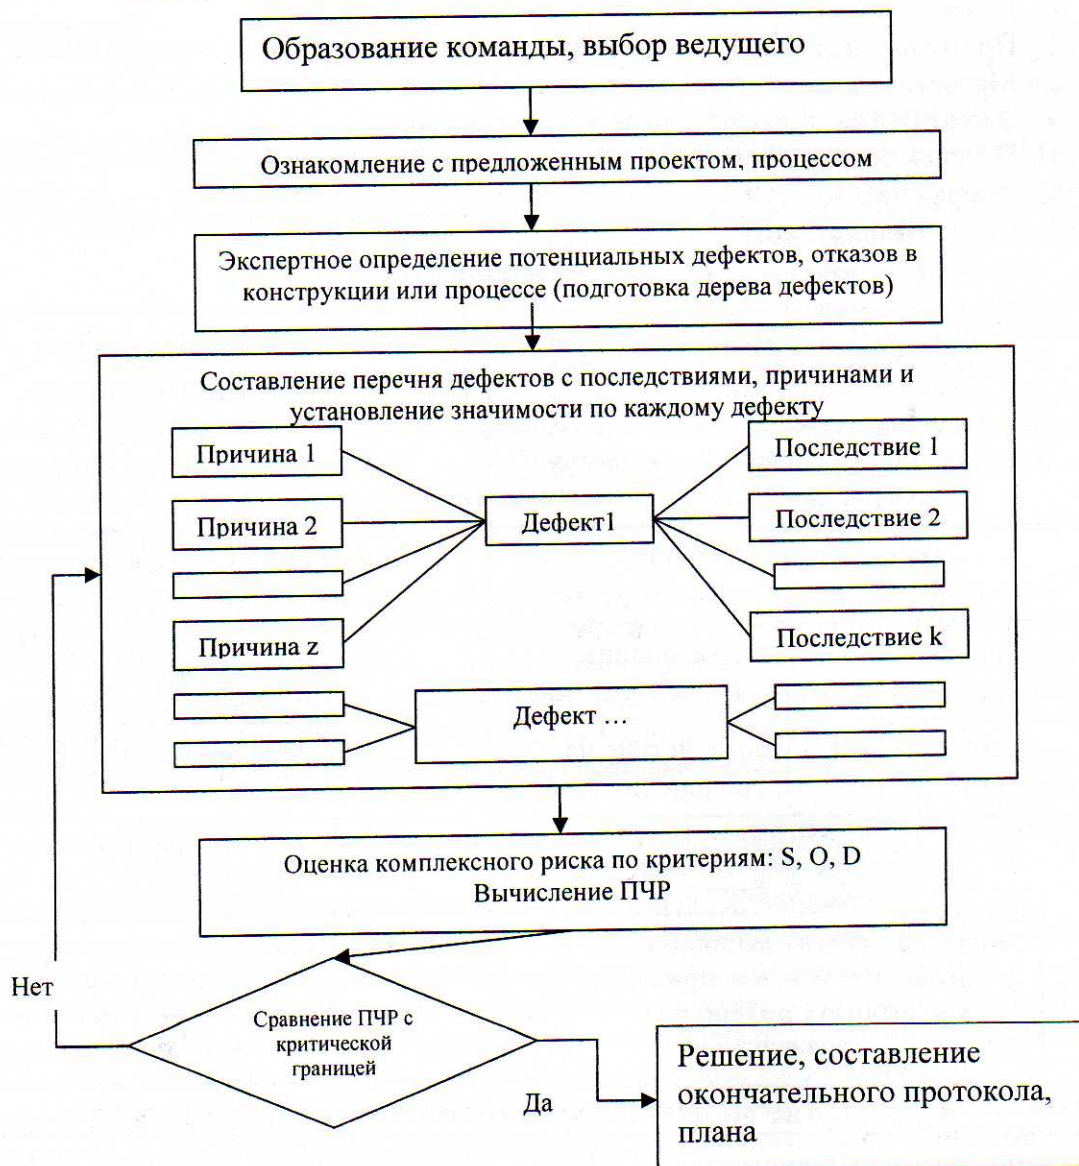 Образование команды, выбор ведущего
Ознакомление с предложенным проектом, процессом
Экспертное определение потенциальных дефектов, отказов в
конструкции или процессе (подготовка дерева дефектов)
Составление перечня дефектов с последствиями, причинами и
установление значимости по каждому дефекту
Причина 1
Последствие 1
Причина 2
Дефект1
Последствие 2
Причина z
Последствие k
Дефект ...
Оценка комплексного риска по критериям: S, O, D
Вычисление ПЧР
Нет
Сравнение ПЧР с
критической
границей
Да
Решение, составление
окончательного протокола,
плана